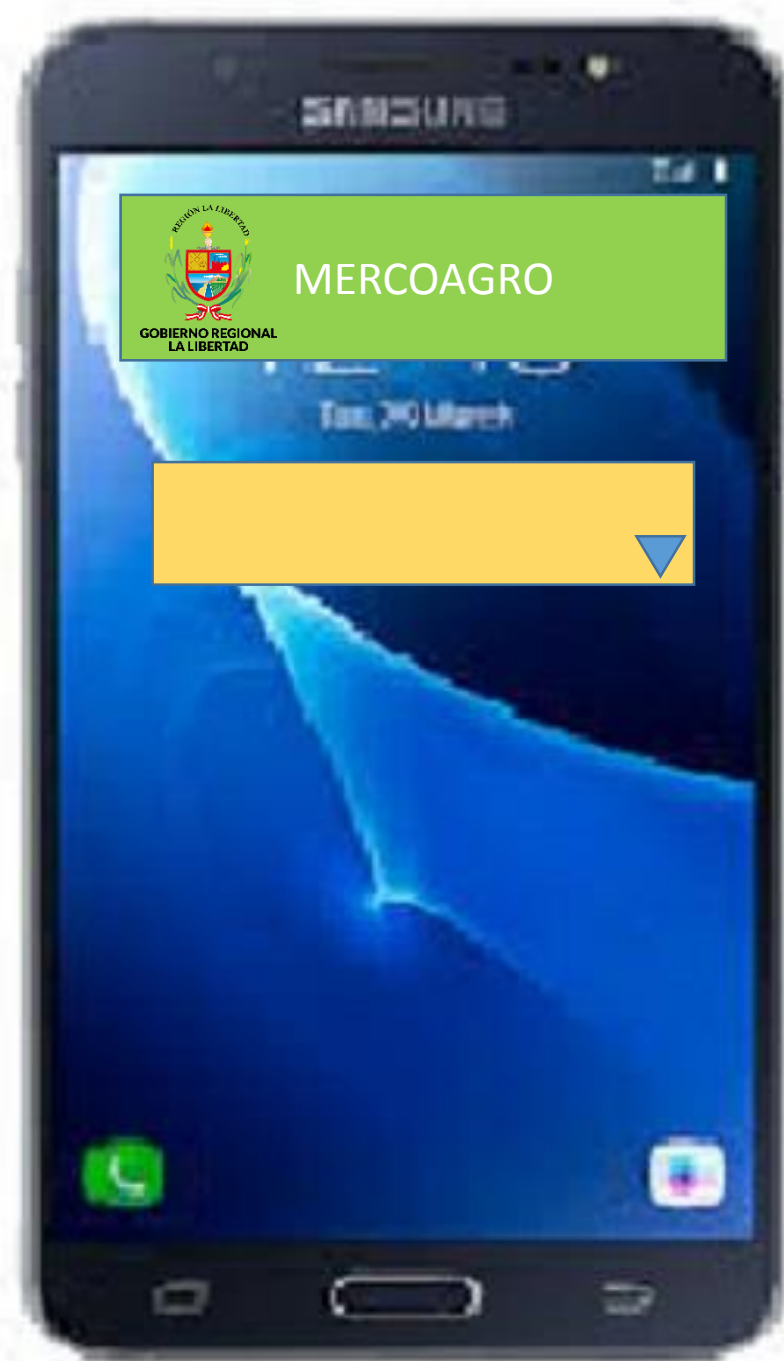 SAMSUNG
REGIÓN LA LIBERTAD
MERCOAGRO
GOBIERNO REGIONAL
LA LIBERTAD